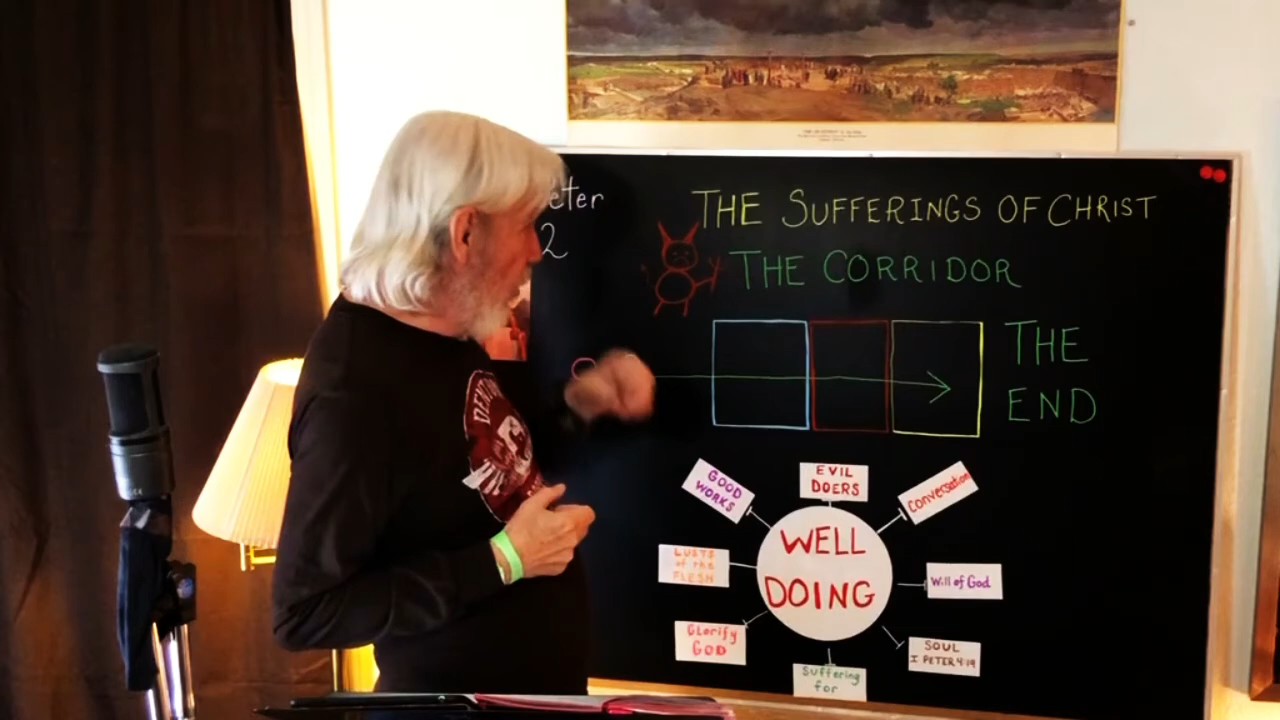 eter
2
THE SUFFERINGS OF CHRIST
THE CORRIDOR
THE
END
GOOD
WORKS
EVIL
DOERS
Conversation
LUSTS
of the
FLESH
WELL
DOING
Will of God
Glorify
GOD
Suffering
for
SOUL
I PETER 4:19